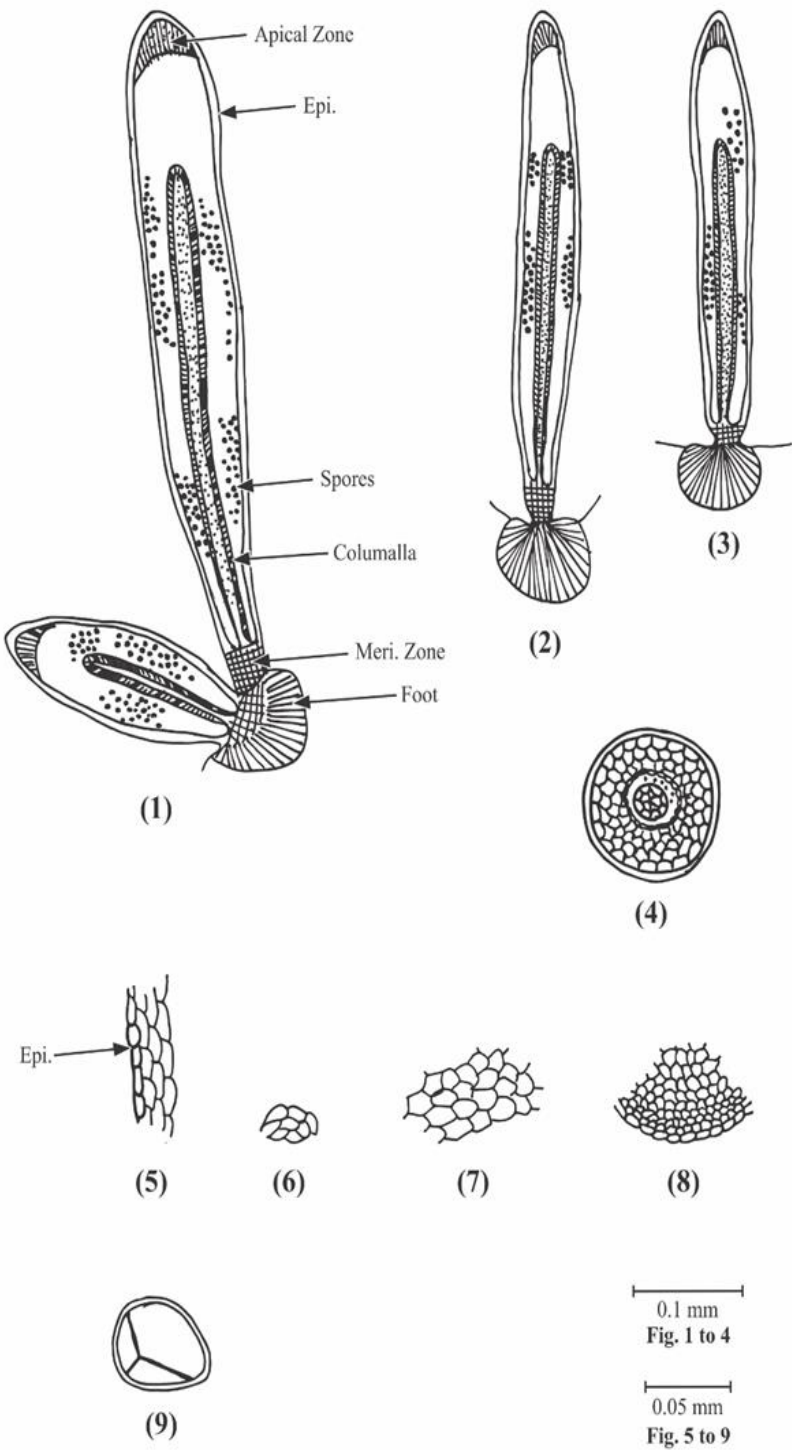 Apical Zone
Epi.
Spores
Columalla
Meri. Zone
Foot
(1)
(2)
(3)
(4)
Epi.
(5)
(6)
(7)
(8)
(9)
0.1 mm
Fig. 1 to 4
0.05 mm
Fig. 5 to 9